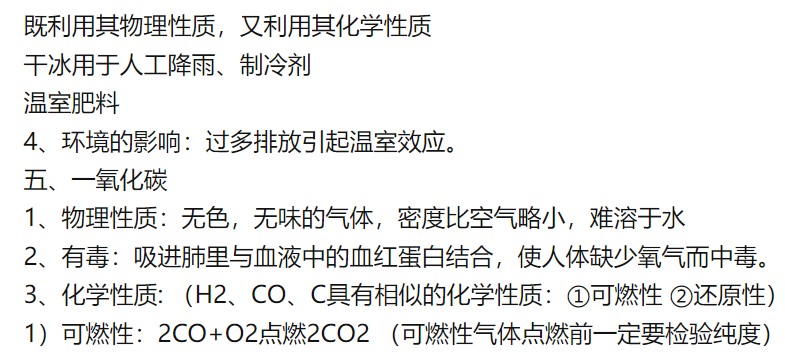 既利用其物理性质，又利用其化学性质
干冰用于人工降雨、制冷剂
温室肥料
4、环境的影响：过多排放引起温室效应。
五、一氧化碳
1、物理性质：无色，无味的气体，密度比空气略小，难溶于水
2、有毒：吸进肺里与血液中的血红蛋白结合，使人体缺少氧气而中毒。
3、化学性质:（H2、CO、C具有相似的化学性质：①可燃性 ②还原性）
1）可燃性：2CO+O2点燃2CO2 （可燃性气体点燃前一定要检验纯度）